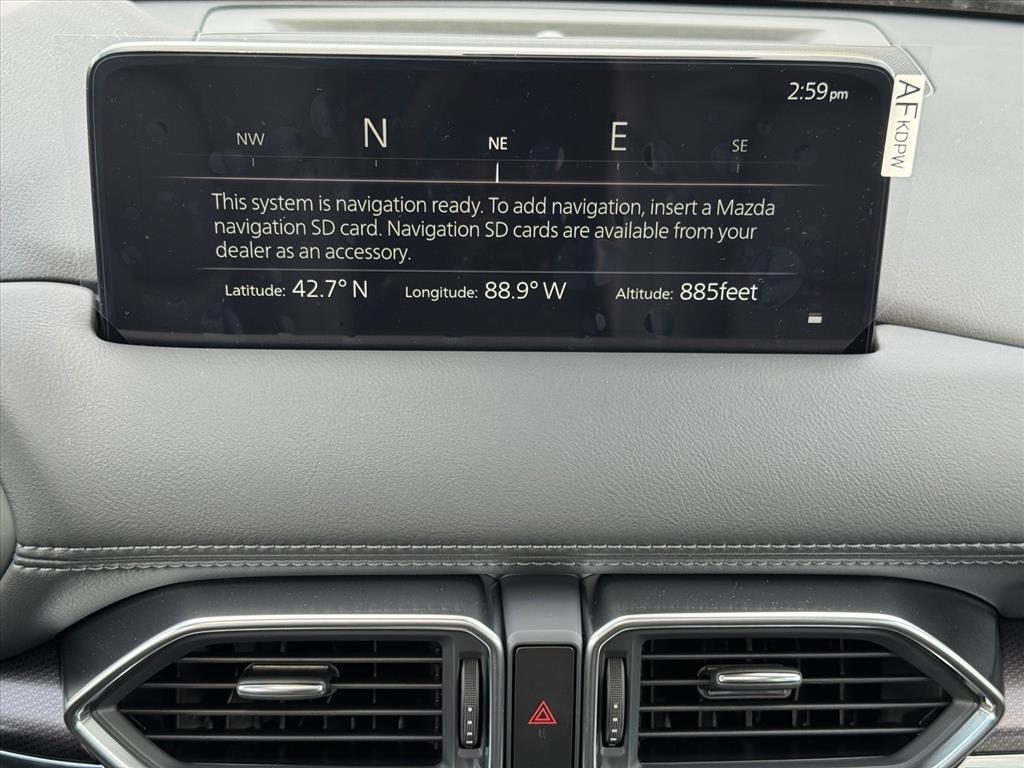 2:59pm
NW N NE E SE
This system is navigation ready. To add navigation, insert a Mazda
navigation SD card. Navigation SD cards are available from your
dealer as an accessory.
Latitude: 42.7° N Longitude: 88.9° W Altitude: 885feet
AF
KDPW